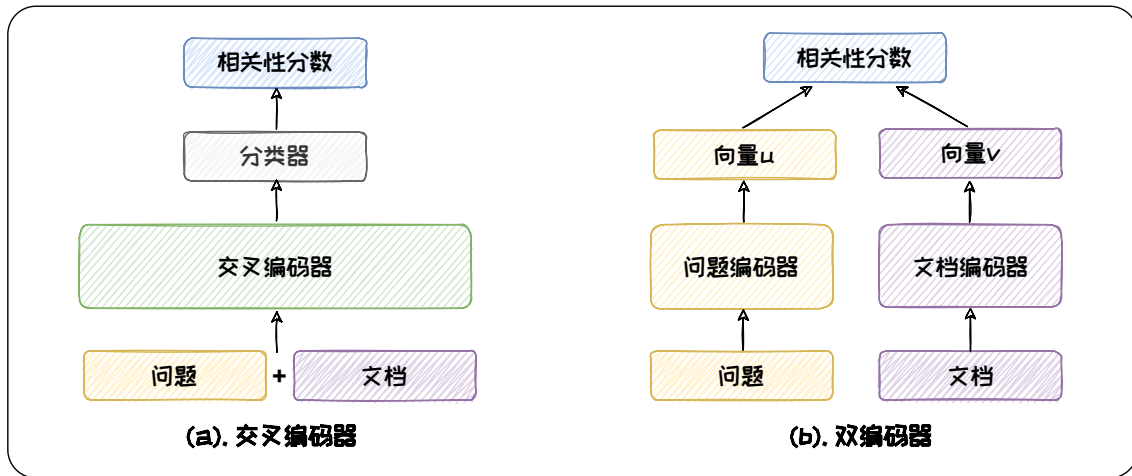 相关性分数
分类器
交叉编码器
问题 + 文档
(a). 交叉编码器
相关性分数
向量u
向量v
问题编码器
文档编码器
问题
文档
(b). 双编码器